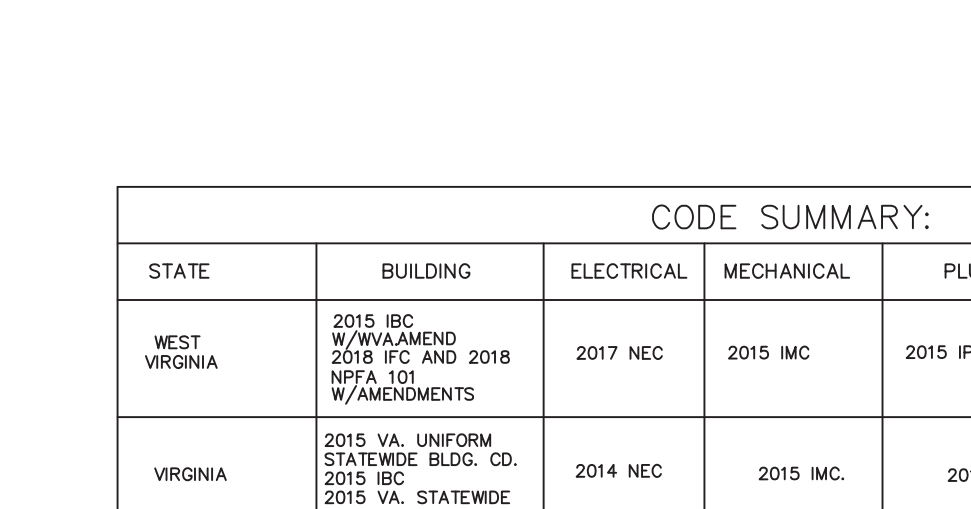 CODE SUMMARY:
STATE BUILDING ELECTRICAL MECHANICAL
WEST
VIRGINIA
2015 IBC
W/WVA.AMEND
2018 IFC AND 2018
NPFA 101
W/AMENDMENTS
2017 NEC
2015 IMC
2015
VIRGINIA
2015 VA. UNIFORM
STATEWIDE BLDG. CD.
2015 IBC
2015 VA. STATEWIDE
2014 NEC
2015 IMC.